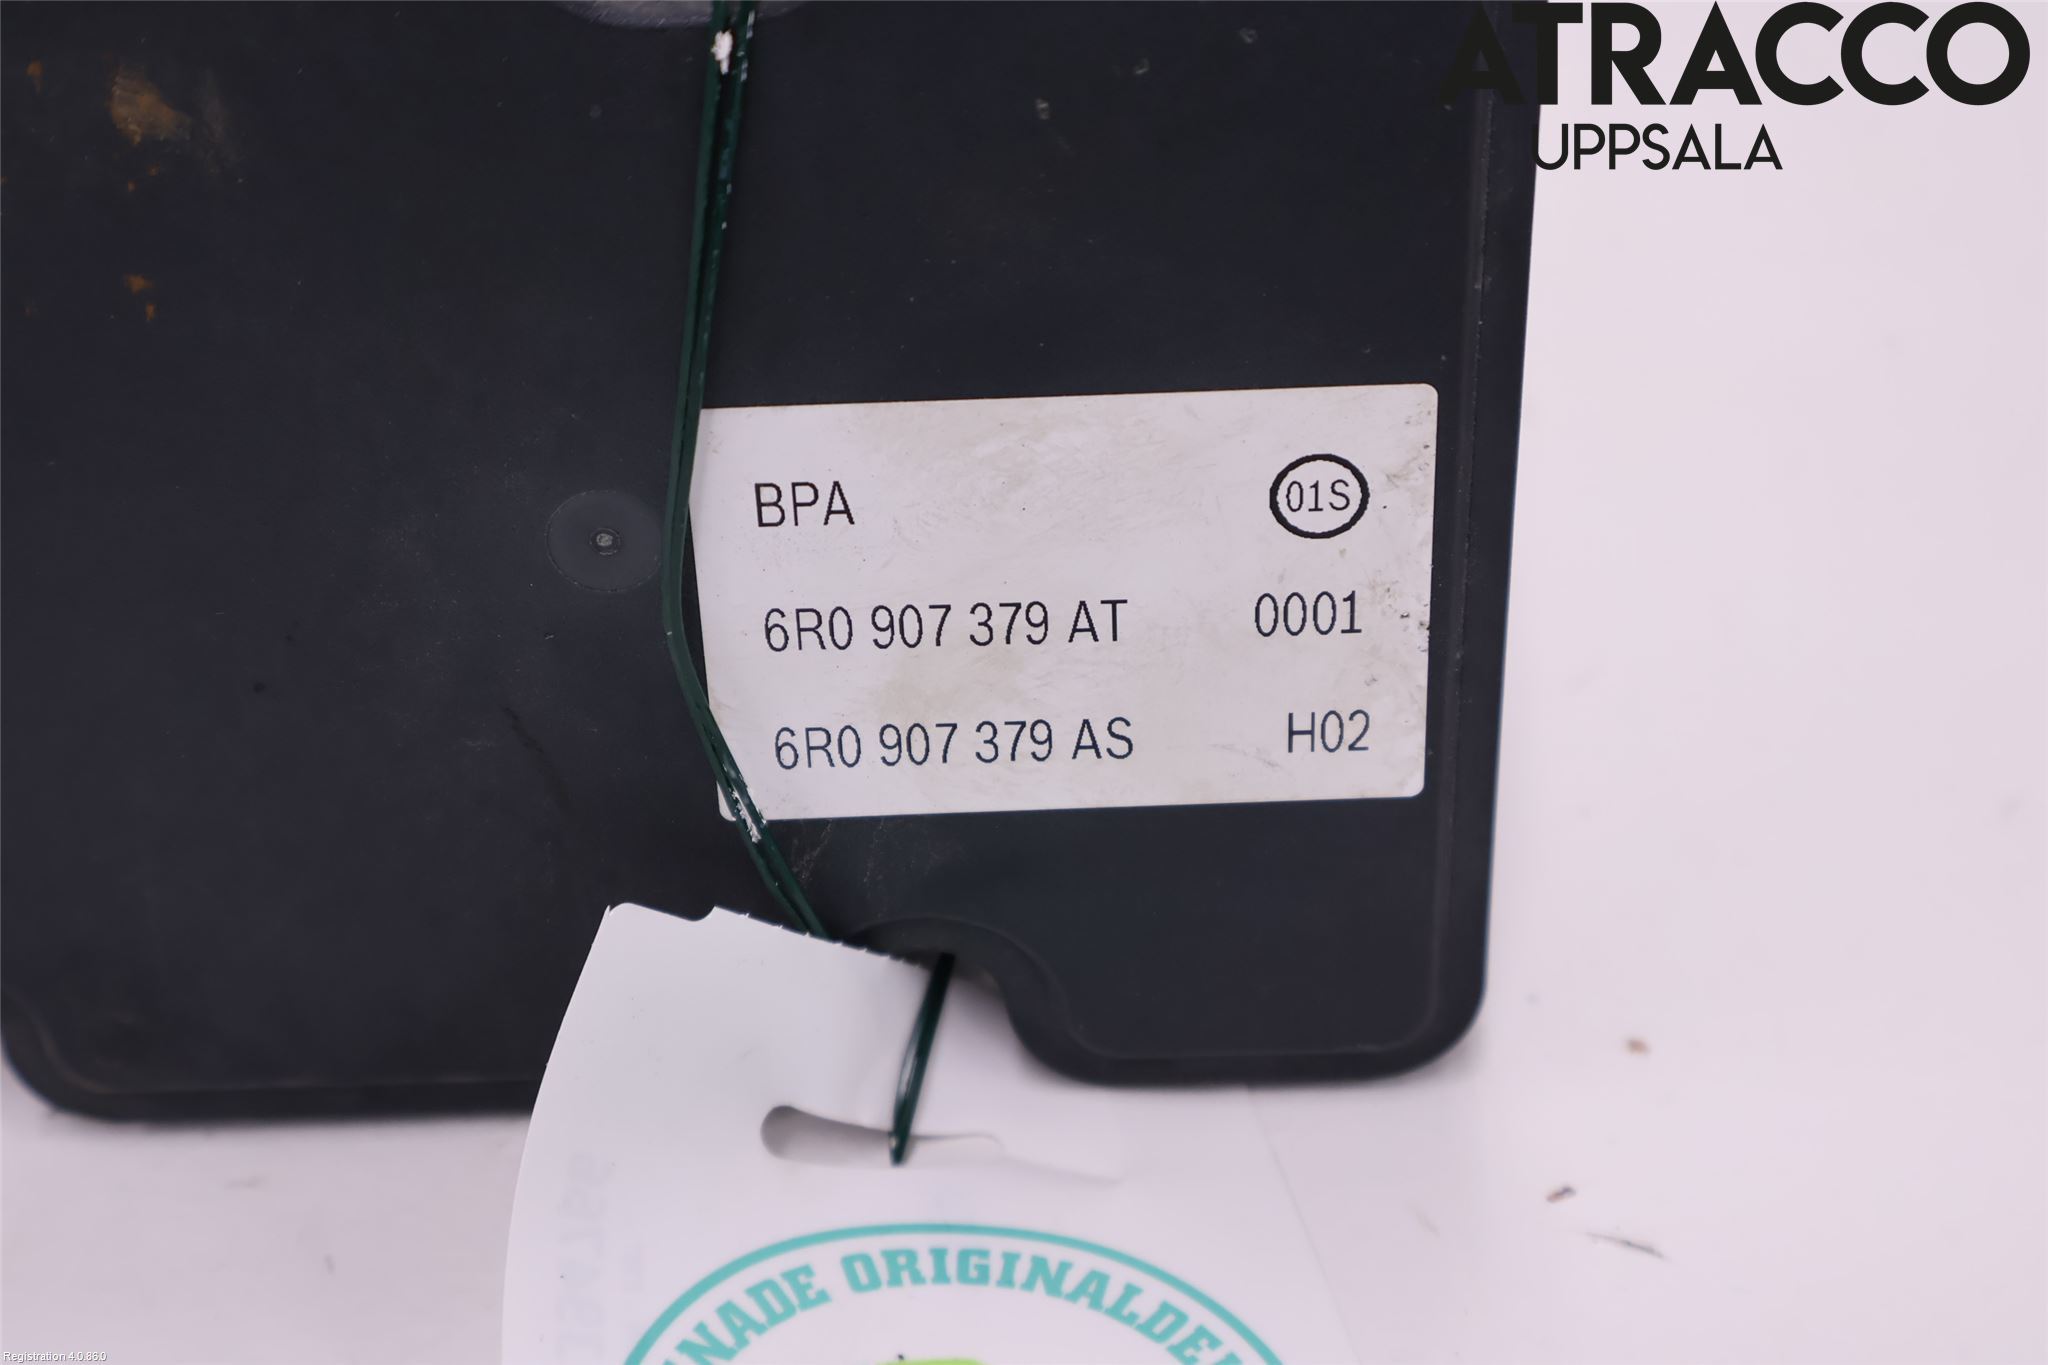 ATRACCO
UPPSALA
BPA 01S
6R0 907 379 AT 0001
6R0 907 379 AS H02
NADE ORIGINALDE
Registration 4.0.86.0